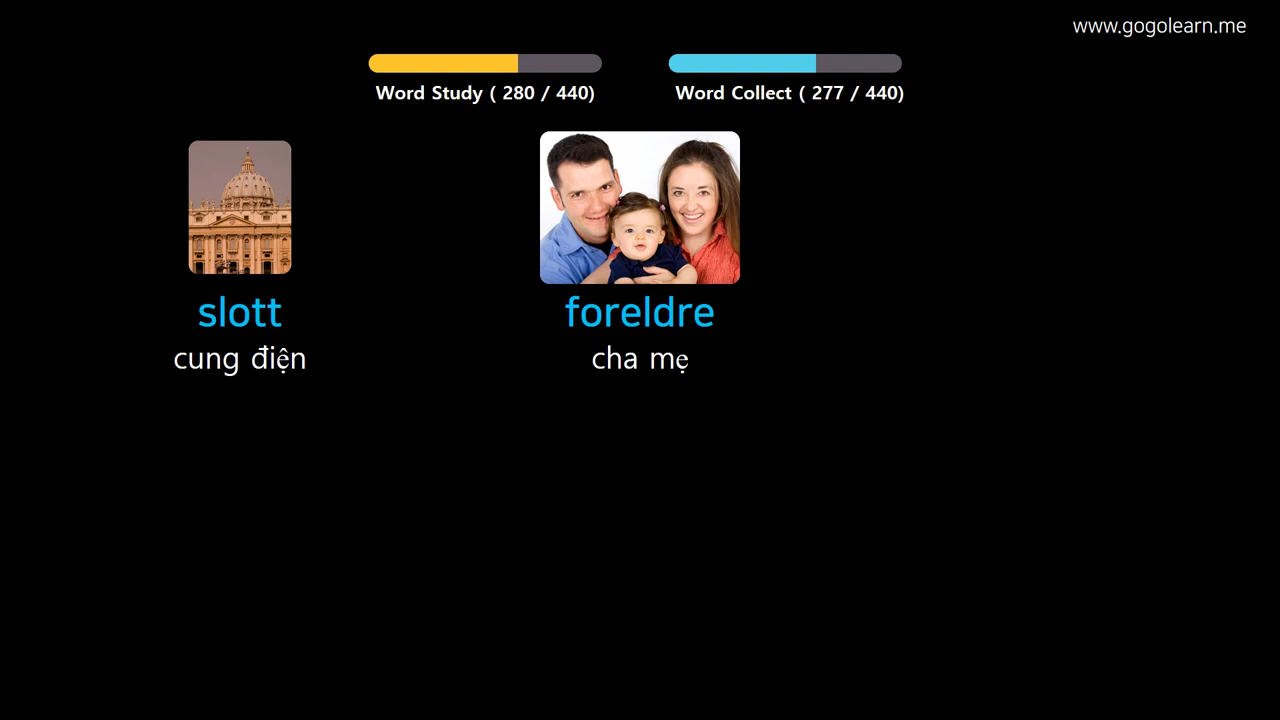 www.gogolearn.me
Word Study ( 280 / 440)
Word Collect ( 277 / 440)
slott
cung điện
foreldre
cha mẹ